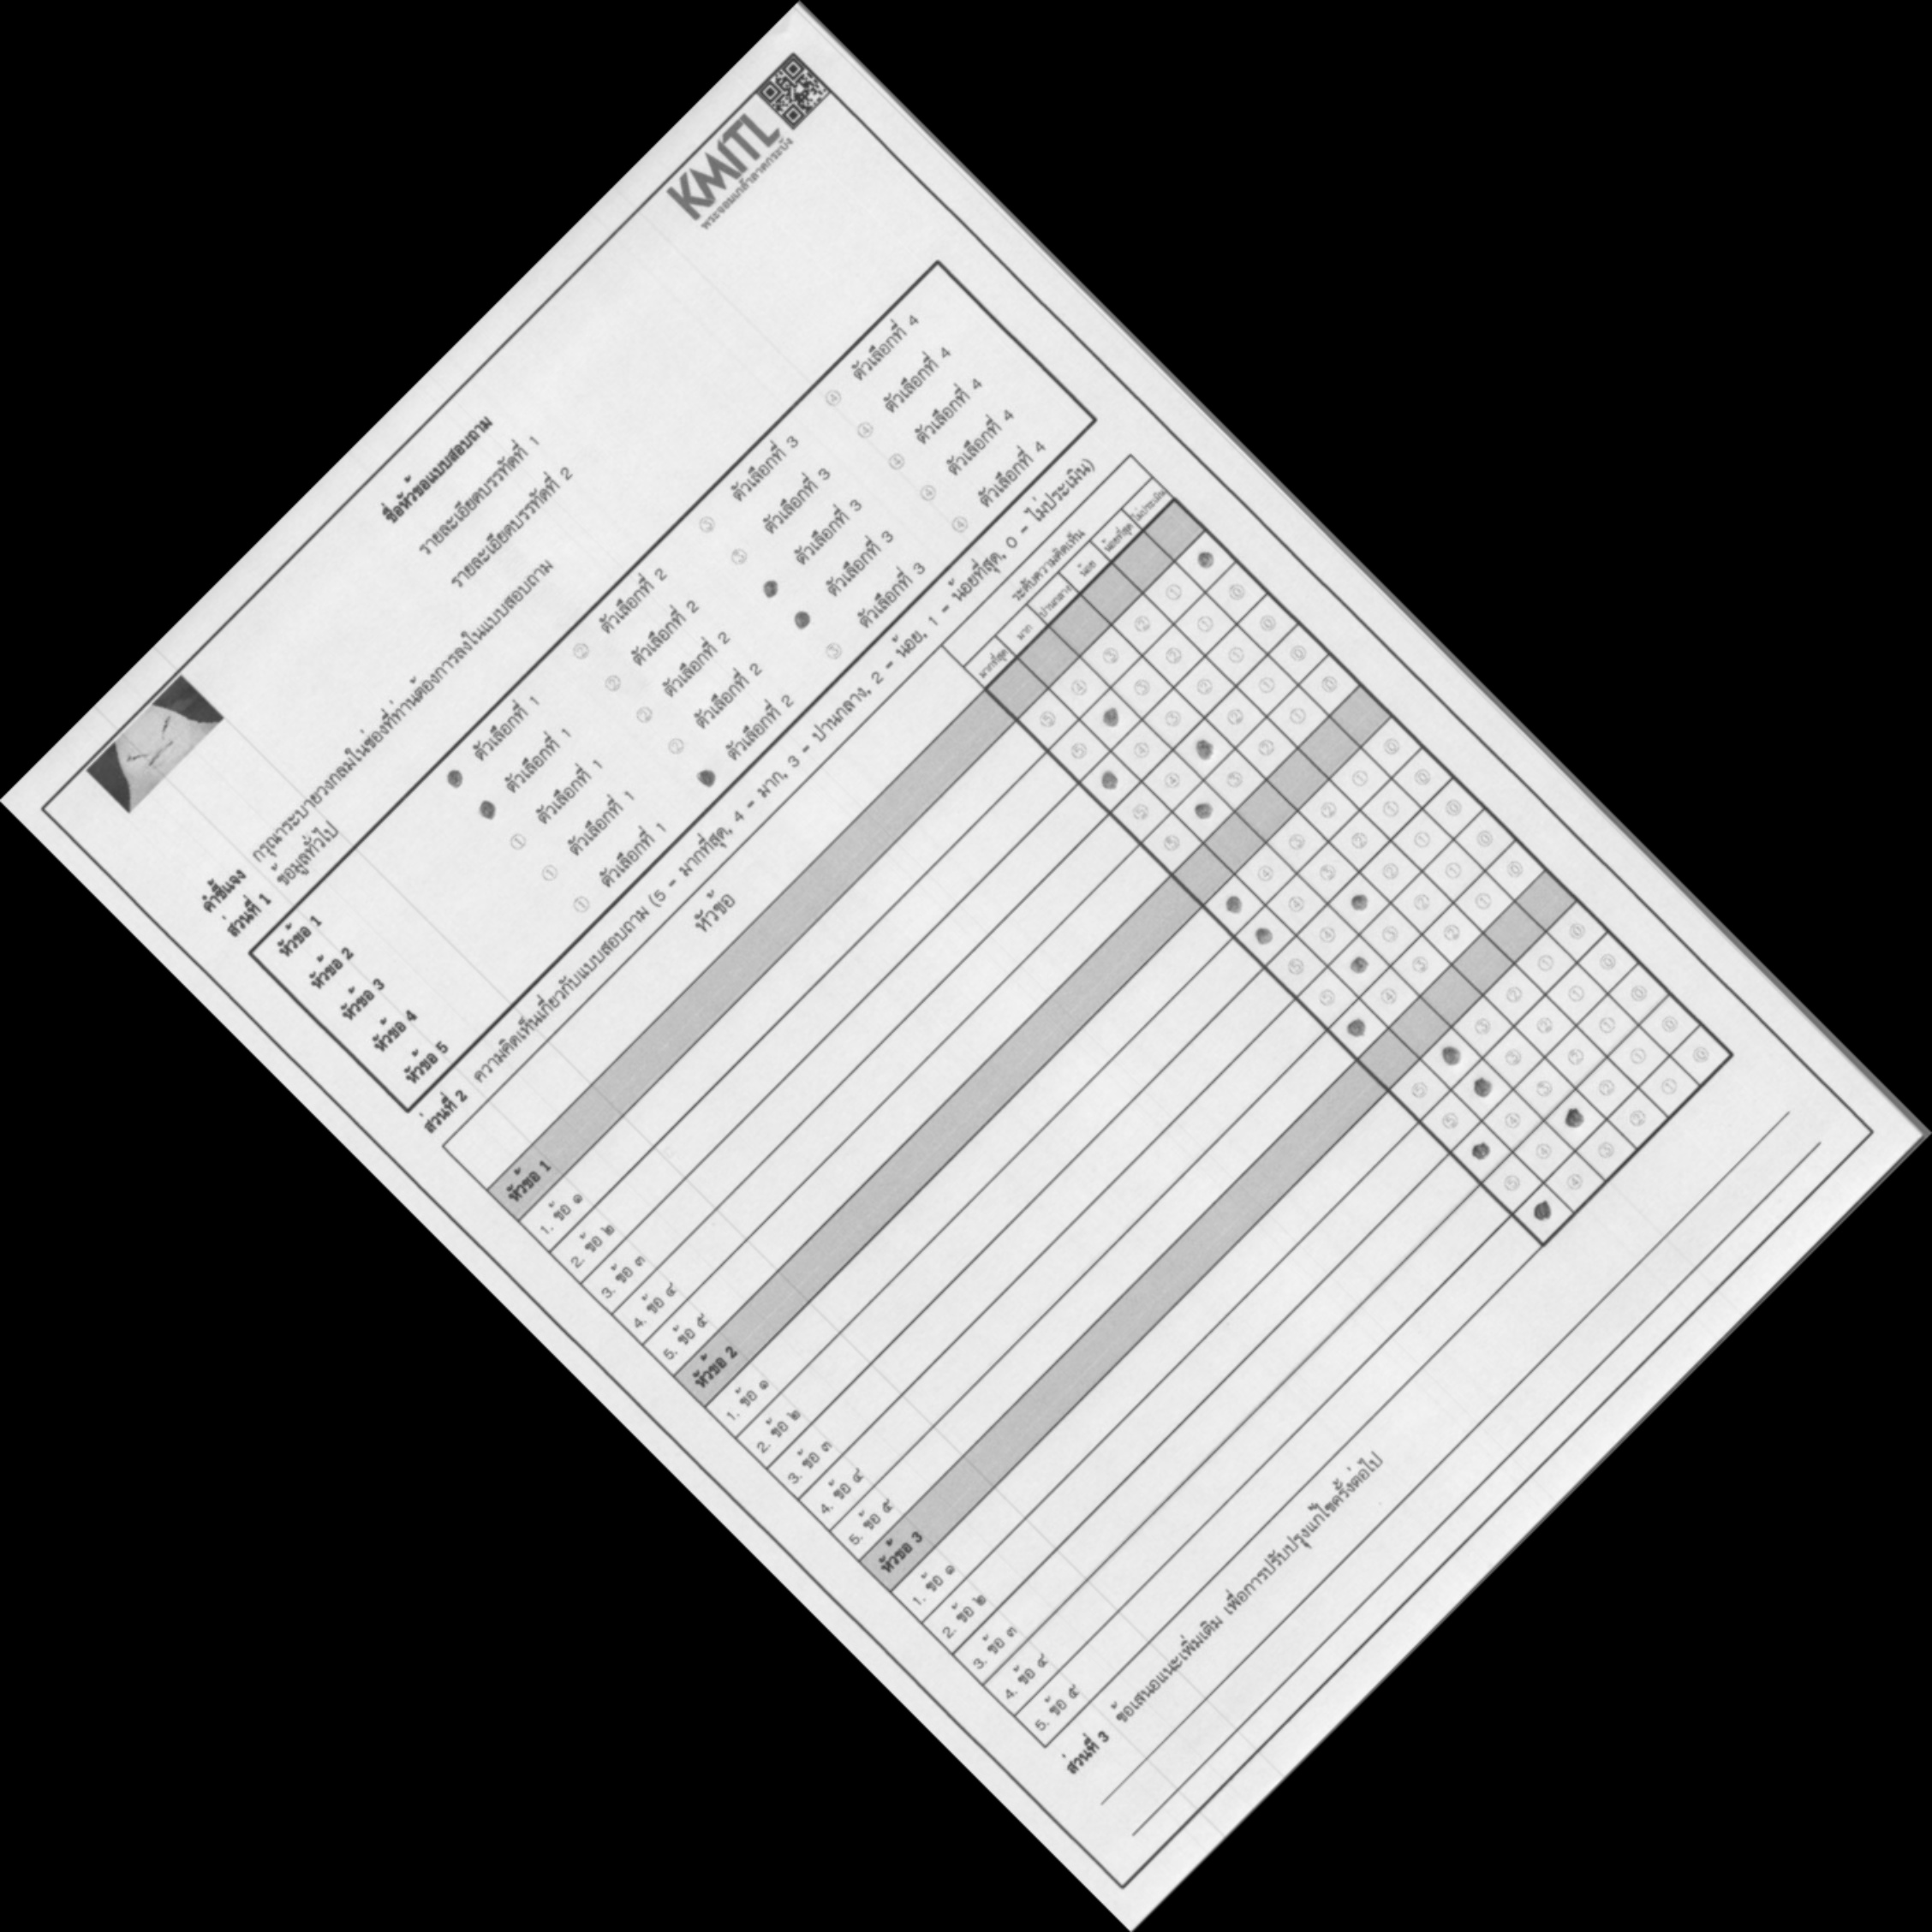 KMITL
พระจอมเกล้าลาดกระบัง
ชื่อหัวข้อแบบสอบถาม
รายละเอียดบรรทัดที่ 1
รายละเอียดบรรทัดที่ 2
คำชี้แจง กรุณาระบายวงกลมในช่องที่ท่านต้องการลงในแบบสอบถาม
ส่วนที่ 1 ข้อมูลทั่วไป
หัวข้อ 1 ตัวเลือกที่ 1 ② ตัวเลือกที่ 2 ③ ตัวเลือกที่ 3 ④ ตัวเลือกที่ 4
หัวข้อ 2 ตัวเลือกที่ 1 ② ตัวเลือกที่ 2 ③ ตัวเลือกที่ 3 ④ ตัวเลือกที่ 4
หัวข้อ 3 ① ตัวเลือกที่ 1 ② ตัวเลือกที่ 2 ตัวเลือกที่ 3 ④ ตัวเลือกที่ 4
หัวข้อ 4 ① ตัวเลือกที่ 1 ② ตัวเลือกที่ 2 ตัวเลือกที่ 3 ④ ตัวเลือกที่ 4
หัวข้อ 5 ① ตัวเลือกที่ 1 ตัวเลือกที่ 2 ③ ตัวเลือกที่ 3 ④ ตัวเลือกที่ 4
ส่วนที่ 2 ความคิดเห็นเกี่ยวกับแบบสอบถาม (5 - มากที่สุด, 4 - มาก, 3 - ปานกลาง, 2 - น้อย, 1 - น้อยที่สุด, 0 - ไม่ประเมิน)
หัวข้อ ระดับความคิดเห็น
มากที่สุด มาก ปานกลาง น้อย น้อยที่สุด ไม่ประเมิน
หัวข้อ 1
1. ข้อ ๑ ⑤ ④ ③ ② ①
2. ข้อ ๒ ⑤ ③ ② ① ⓪
3. ข้อ ๓ ④ ③ ② ① ⓪
4. ข้อ ๔ ⑤ ④ ② ① ⓪
5. ข้อ ๕ ⑤ ③ ② ① ⓪
หัวข้อ 2
1. ข้อ ๑ ④ ③ ② ① ⓪
2. ข้อ ๒ ④ ③ ② ① ⓪
3. ข้อ ๓ ⑤ ④ ② ① ⓪
4. ข้อ ๔ ⑤ ③ ② ① ⓪
5. ข้อ ๕ ④ ③ ② ① ⓪
หัวข้อ 3
1. ข้อ ๑ ⑤ ③ ② ① ⓪
2. ข้อ ๒ ⑤ ③ ② ① ⓪
3. ข้อ ๓ ④ ③ ② ① ⓪
4. ข้อ ๔ ⑤ ④ ② ① ⓪
5. ข้อ ๕ ④ ③ ② ① ⓪
ส่วนที่ 3 ข้อเสนอแนะเพิ่มเติม เพื่อการปรับปรุงแก้ไขครั้งต่อไป